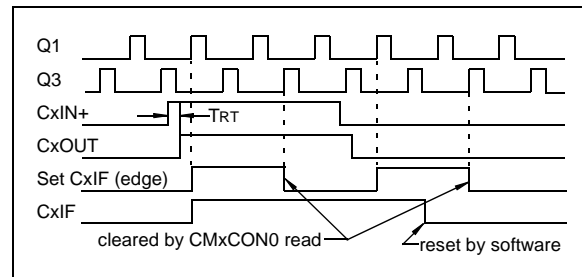 Q1
Q3
CxIN+
TRT
CxOUT
Set CxIF (edge)
CxIF
cleared by CMxCON0 read
reset by software